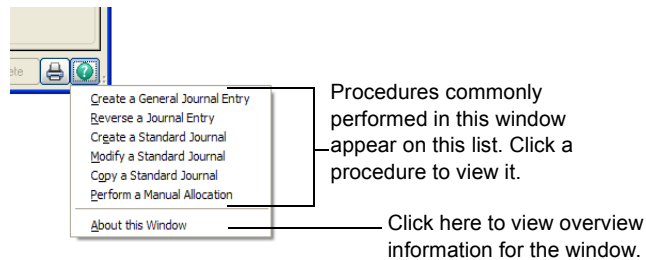 ete
Create a General Journal Entry
Reverse a Journal Entry
Create a Standard Journal
Modify a Standard Journal
Copy a Standard Journal
Perform a Manual Allocation
About this Window
Procedures commonly
performed in this window
appear on this list. Click a
procedure to view it.
Click here to view overview
information for the window.